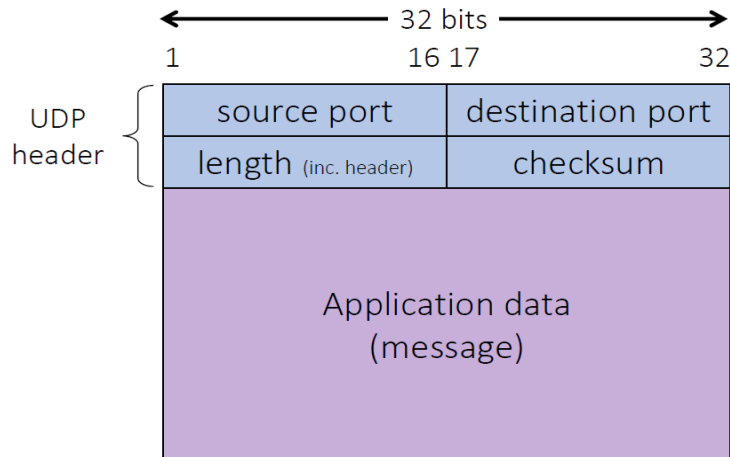 32 bits
1 16 17 32
UDP header
source port destination port
length (inc. header) checksum
Application data
(message)